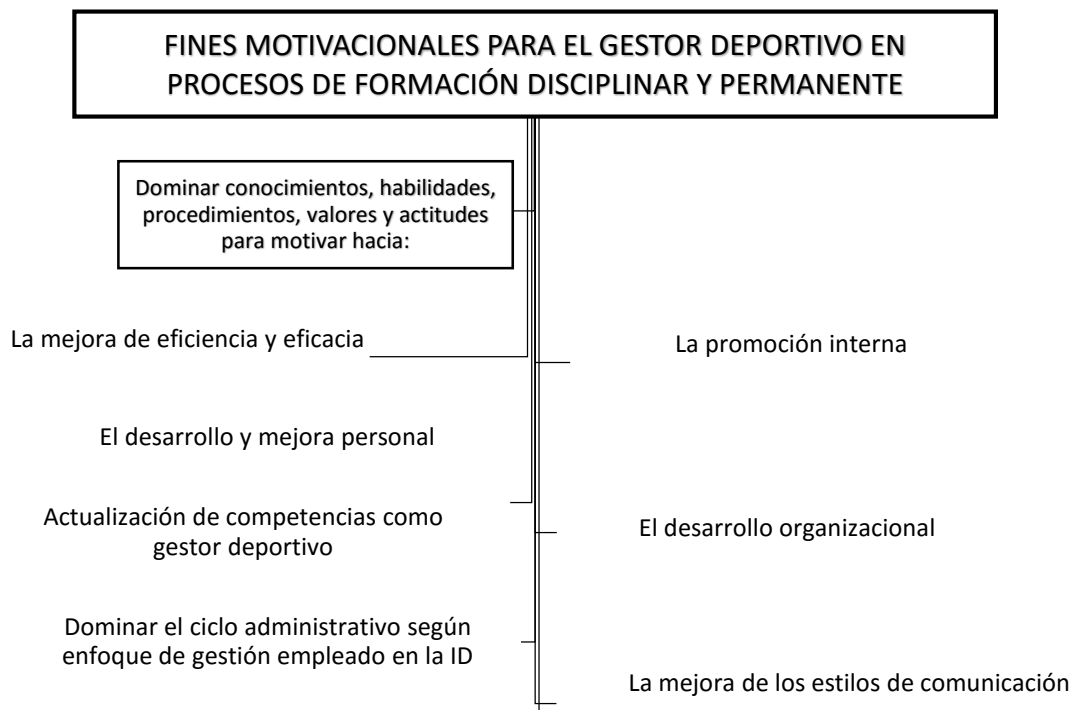 FINES MOTIVACIONALES PARA EL GESTOR DEPORTIVO EN
PROCESOS DE FORMACIÓN DISCIPLINAR Y PERMANENTE
Dominar conocimientos, habilidades,
procedimientos, valores y actitudes
para motivar hacia:
La mejora de eficiencia y eficacia
La promoción interna
El desarrollo y mejora personal
Actualización de competencias como
gestor deportivo
El desarrollo organizacional
Dominar el ciclo administrativo según
enfoque de gestión empleado en la ID
La mejora de los estilos de comunicación